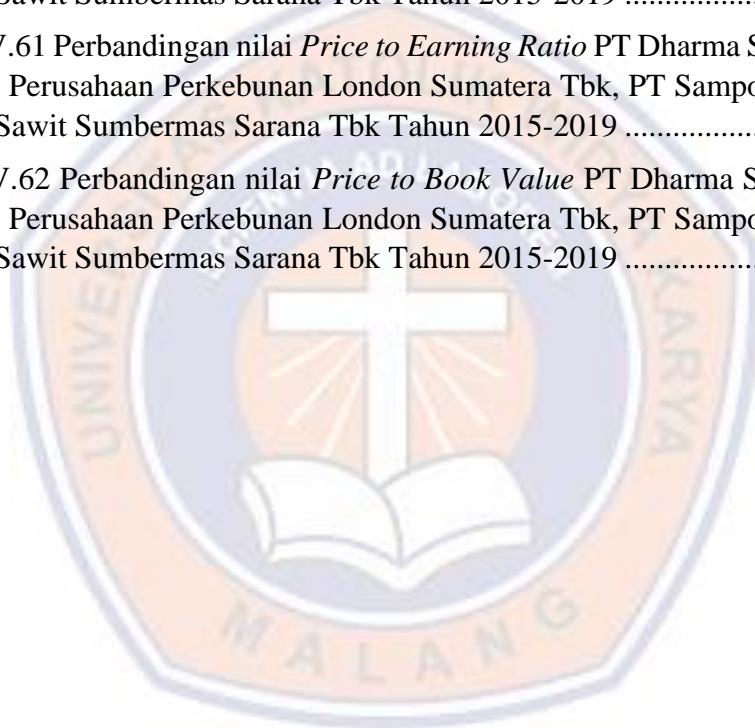 Sawit Sumbermas Sarana Tbk Tahun 2015-2019 ..................
V.61 Perbandingan nilai Price to Earning Ratio PT Dharma S
Perusahaan Perkebunan London Sumatera Tbk, PT Sampo
Sawit Sumbermas Sarana Tbk Tahun 2015-2019 ..................
V.62 Perbandingan nilai Price to Book Value PT Dharma S
Perusahaan Perkebunan London Sumatera Tbk, PT Sampo
Sawit Sumbermas Sarana Tbk Tahun 2015-2019 ..................
UNIVER
KARYA
MALANG